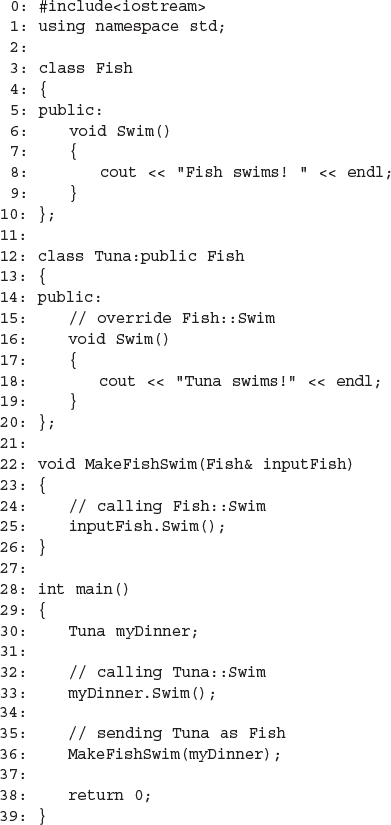 0: #include<iostream>
1: using namespace std;
2:
3: class Fish
4: {
5: public:
6:    void Swim()
7:    {
8:       cout << "Fish swims! " << endl;
9:    }
10: };
11:
12: class Tuna:public Fish
13: {
14: public:
15:    // override Fish::Swim
16:    void Swim()
17:    {
18:       cout << "Tuna swims!" << endl;
19:    }
20: };
21:
22: void MakeFishSwim(Fish& inputFish)
23: {
24:    // calling Fish::Swim
25:    inputFish.Swim();
26: }
27:
28: int main()
29: {
30:    Tuna myDinner;
31:
32:    // calling Tuna::Swim
33:    myDinner.Swim();
34:
35:    // sending Tuna as Fish
36:    MakeFishSwim(myDinner);
37:
38:    return 0;
39: }